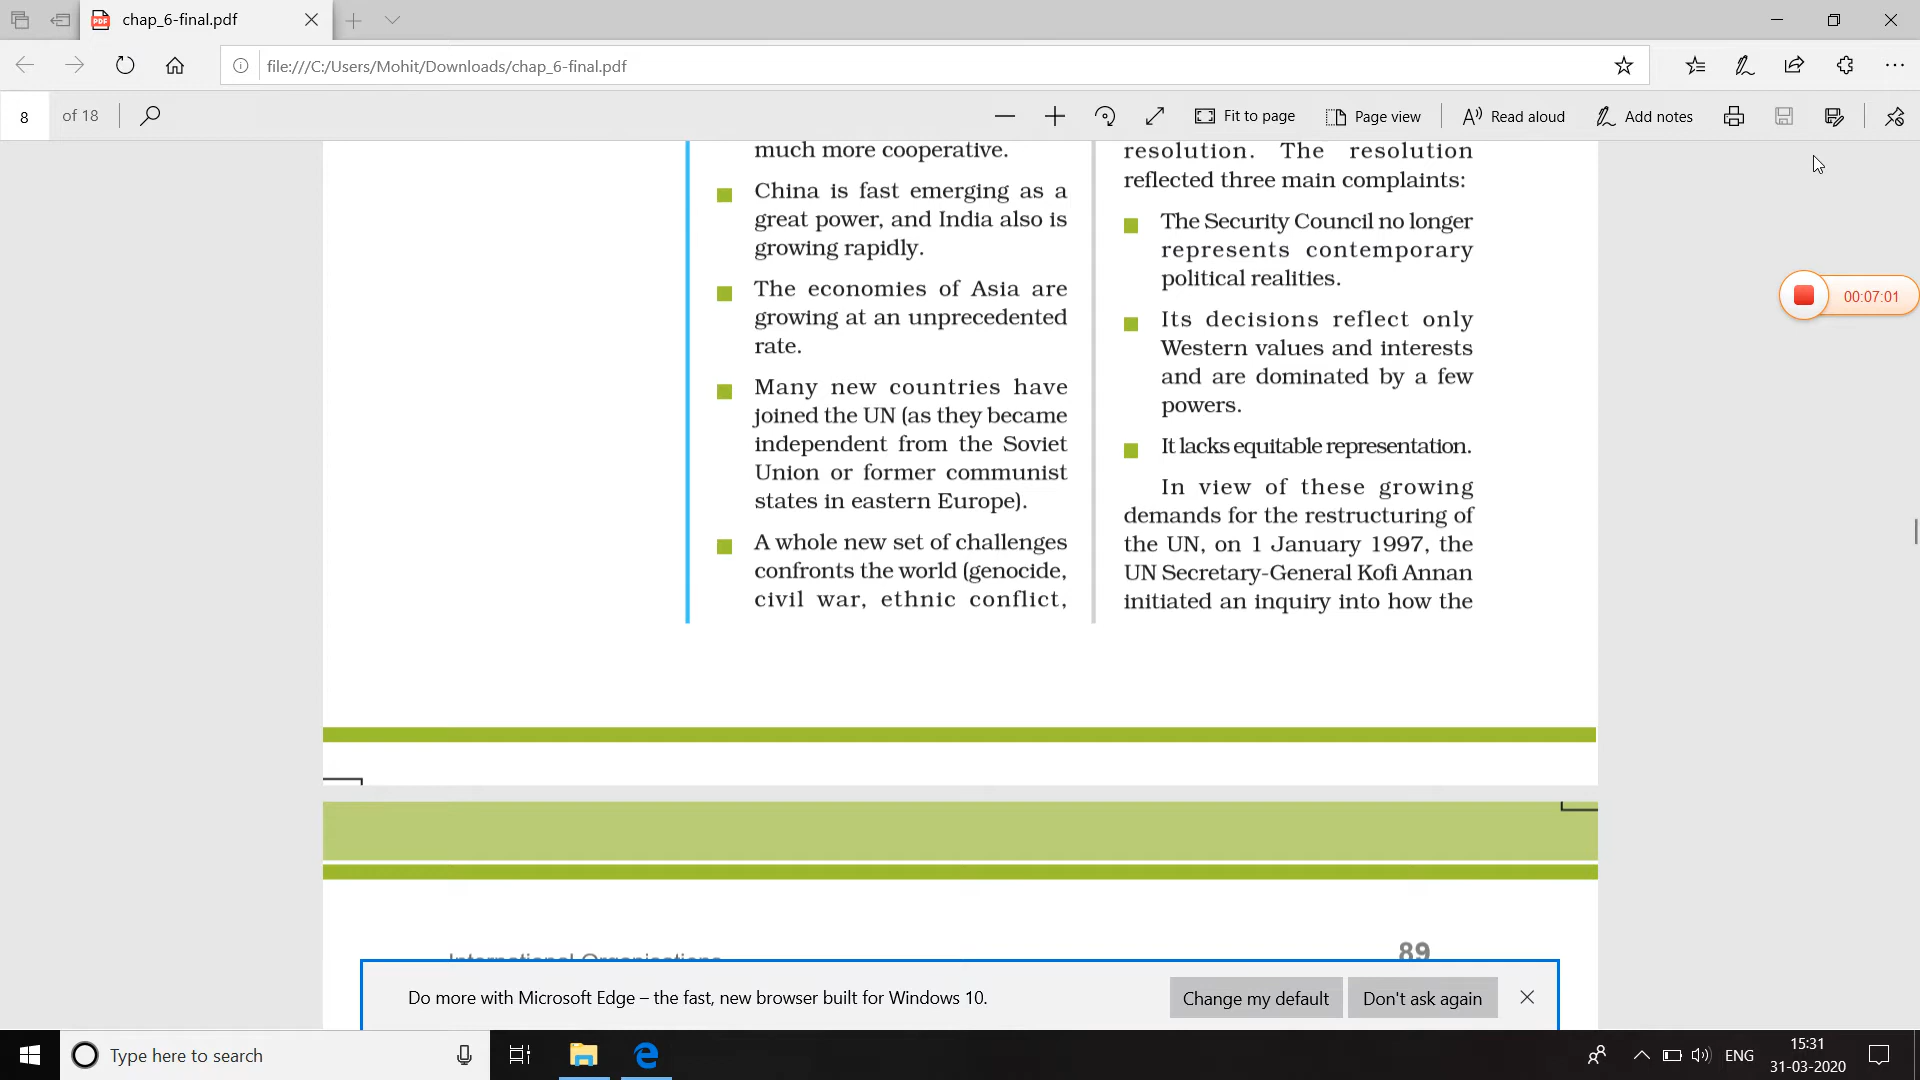 chap_6-final.pdf
file:///C:/Users/Mohit/Downloads/chap_6-final.pdf
8 of 18
Fit to page
Page view
Read aloud
Add notes
much more cooperative.
China is fast emerging as a
great power, and India also is
growing rapidly.
The economies of Asia are
growing at an unprecedented
rate.
Many new countries have
joined the UN (as they became
independent from the Soviet
Union or former communist
states in eastern Europe).
A whole new set of challenges
confronts the world (genocide,
civil war, ethnic conflict,
resolution. The resolution
reflected three main complaints:
The Security Council no longer
represents contemporary
political realities.
Its decisions reflect only
Western values and interests
and are dominated by a few
powers.
It lacks equitable representation.
In view of these growing
demands for the restructuring of
the UN, on 1 January 1997, the
UN Secretary-General Kofi Annan
initiated an inquiry into how the
00:07:01
International Organisations
89
Do more with Microsoft Edge – the fast, new browser built for Windows 10.
Change my default
Don't ask again
Type here to search
ENG
15:31
31-03-2020